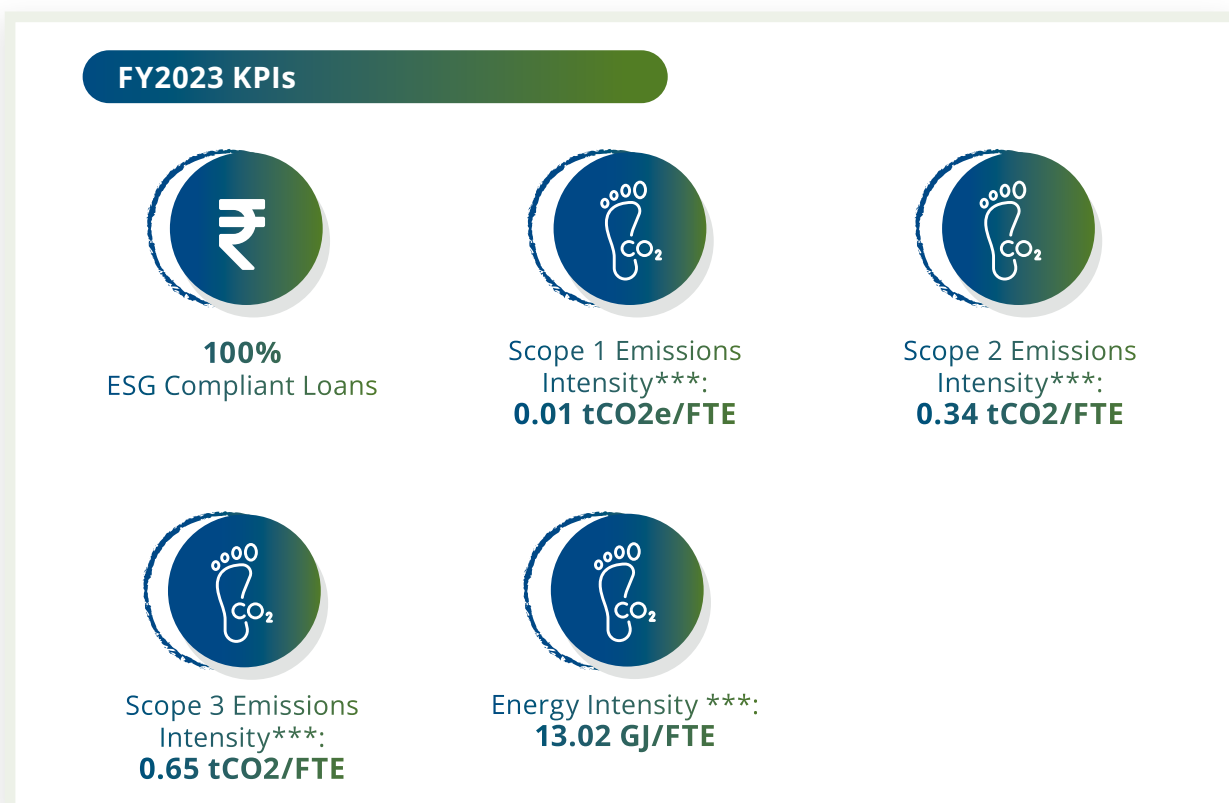 FY2023 KPIs
₹
CO₂
CO₂
100%
ESG Compliant Loans
Scope 1 Emissions
Intensity***:
0.01 tCO2e/FTE
Scope 2 Emissions
Intensity***:
0.34 tCO2/FTE
CO₂
CO₂
Scope 3 Emissions
Intensity***:
0.65 tCO2/FTE
Energy Intensity ***:
13.02 GJ/FTE